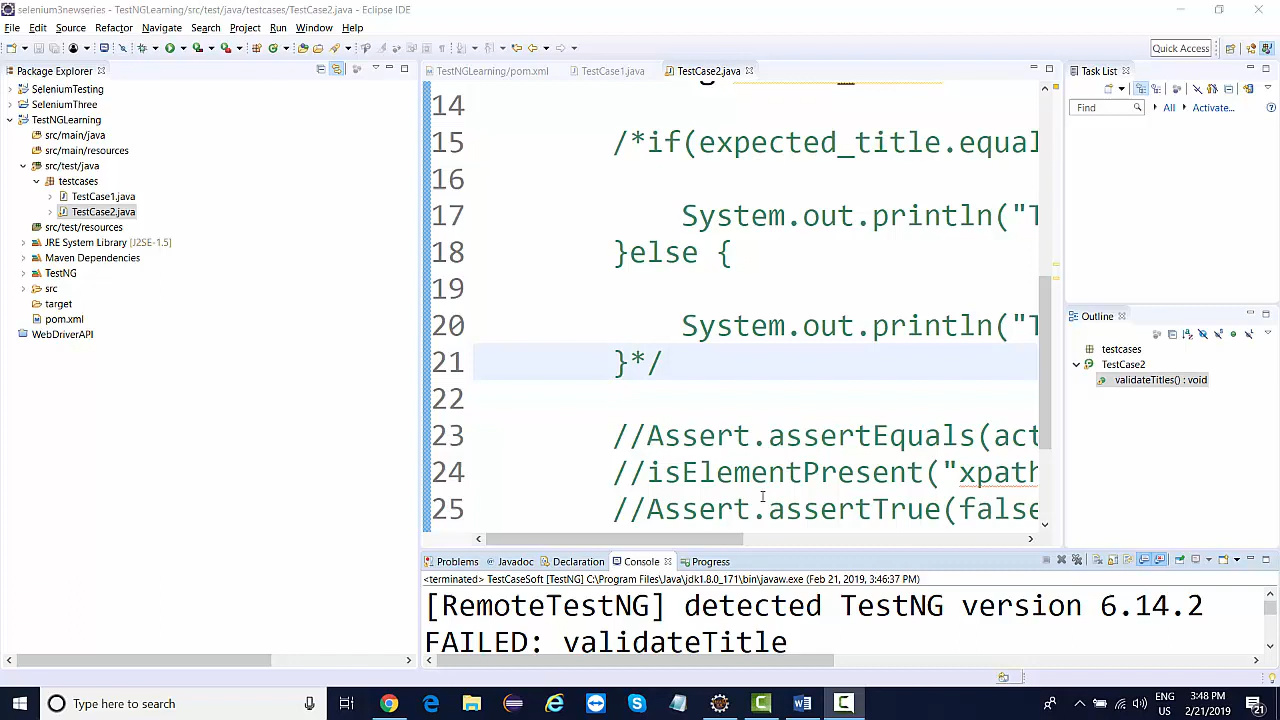 selenium3newseries - TestNGLearning/src/test/java/testcases/TestCase2.java - Eclipse IDE
File Edit Source Refactor Navigate Search Project Run Window Help
Quick Access
Package Explorer
TestNGLearning/pom.xml
TestCase1.java
TestCase2.java
Task List
SeleniumTesting
SeleniumThree
TestNGLearning
src/main/java
src/main/resources
src/test/java
testcases
TestCase1.java
TestCase2.java
src/test/resources
JRE System Library [J2SE-1.5]
Maven Dependencies
TestNG
src
target
pom.xml
WebDriverAPI
14
15 /*if(expected_title.equal
16
17 System.out.println("T
18 }else {
19
20 System.out.println("T
21 }*/
22
23 //Assert.assertEquals(act
24 //isElementPresent("xpath
25 //Assert.assertTrue(false
Find
All
Activate...
Outline
testcases
TestCase2
validateTitles() : void
Problems Javadoc Declaration Console Progress
<terminated> TestCaseSoft [TestNG] C:\Program Files\Java\jdk1.8.0_171\bin\javaw.exe (Feb 21, 2019, 3:46:37 PM)
[RemoteTestNG] detected TestNG version 6.14.2
FAILED: validateTitle
Type here to search
ENG
US
3:48 PM
2/21/2019
21